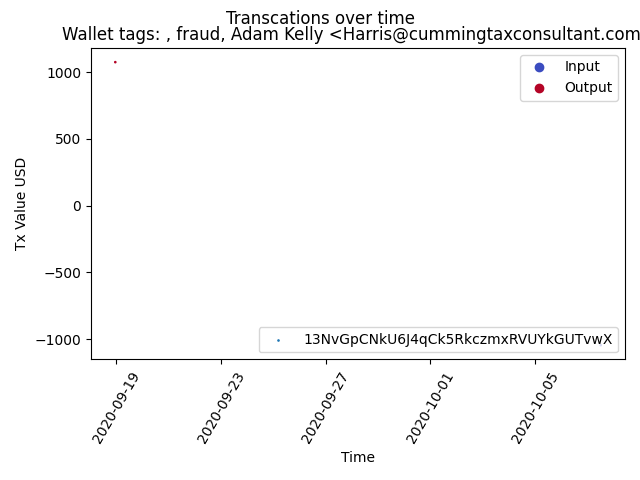 Transcations over time
Wallet tags: , fraud, Adam Kelly <Harris@cummingtaxconsultant.com
1000
500
0
−500
−1000
Tx Value USD
Input
Output
13NvGpCNkU6J4qCk5RkczmxRVUYkGUTvwX
2020-09-19
2020-09-23
2020-09-27
2020-10-01
2020-10-05
Time